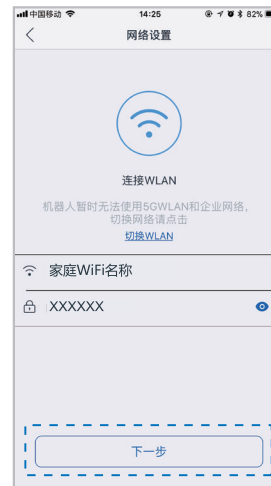 中国移动 14:25 82%
网络设置
连接WLAN
机器人暂时无法使用5GWLAN和企业网络，
切换网络请点击
切换WLAN
家庭WiFi名称
XXXXXX
下一步